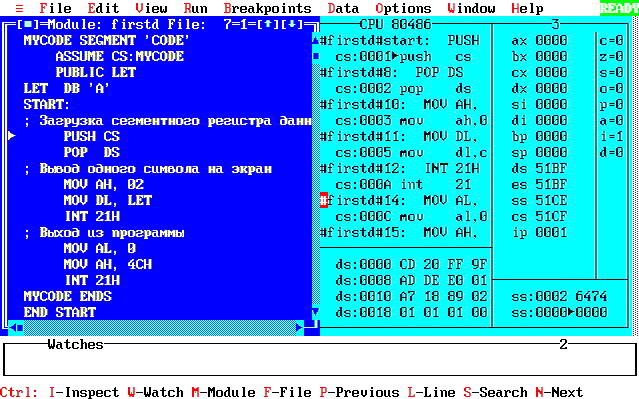 ≡ File Edit View Run Breakpoints Data Options Window Help READY
[■]=Module: firstd File: 7=1=[↑][↓]
MYCODE SEGMENT 'CODE'
ASSUME CS:MYCODE
PUBLIC LET
LET DB 'A'
START:
; Загрузка сегментного регистра данн
PUSH CS
POP DS
; Вывод одного символа на экран
MOV AH, 02
MOV DL, LET
INT 21H
; Выход из программы
MOV AL, 0
MOV AH, 4CH
INT 21H
MYCODE ENDS
END START
CPU 80486
#firstd#start: PUSH
cs:0001►push cs
#firstd#8: POP DS
cs:0002 pop ds
#firstd#10: MOV AH,
cs:0003 mov ah,0
#firstd#11: MOV DL,
cs:0005 mov dl,c
#firstd#12: INT 21H
cs:000A int 21
#firstd#14: MOV AL,
cs:000C mov al,0
#firstd#15: MOV AH,
ds:0000 CD 20 FF 9F
ds:0008 AD DE E0 01
ds:0010 A7 18 89 02
ds:0018 01 01 01 00
3
ax 0000 c=0
bx 0000 z=0
cx 0000 s=0
dx 0000 o=0
si 0000 p=0
di 0000 a=0
bp 0000 i=1
sp 0000 d=0
ds 51BF
es 51BF
ss 51CE
cs 51CF
ip 0001
ss:0002 6474
ss:0000►0000
Watches 2
Ctrl: I-Inspect W-Watch M-Module F-File P-Previous L-Line S-Search N-Next